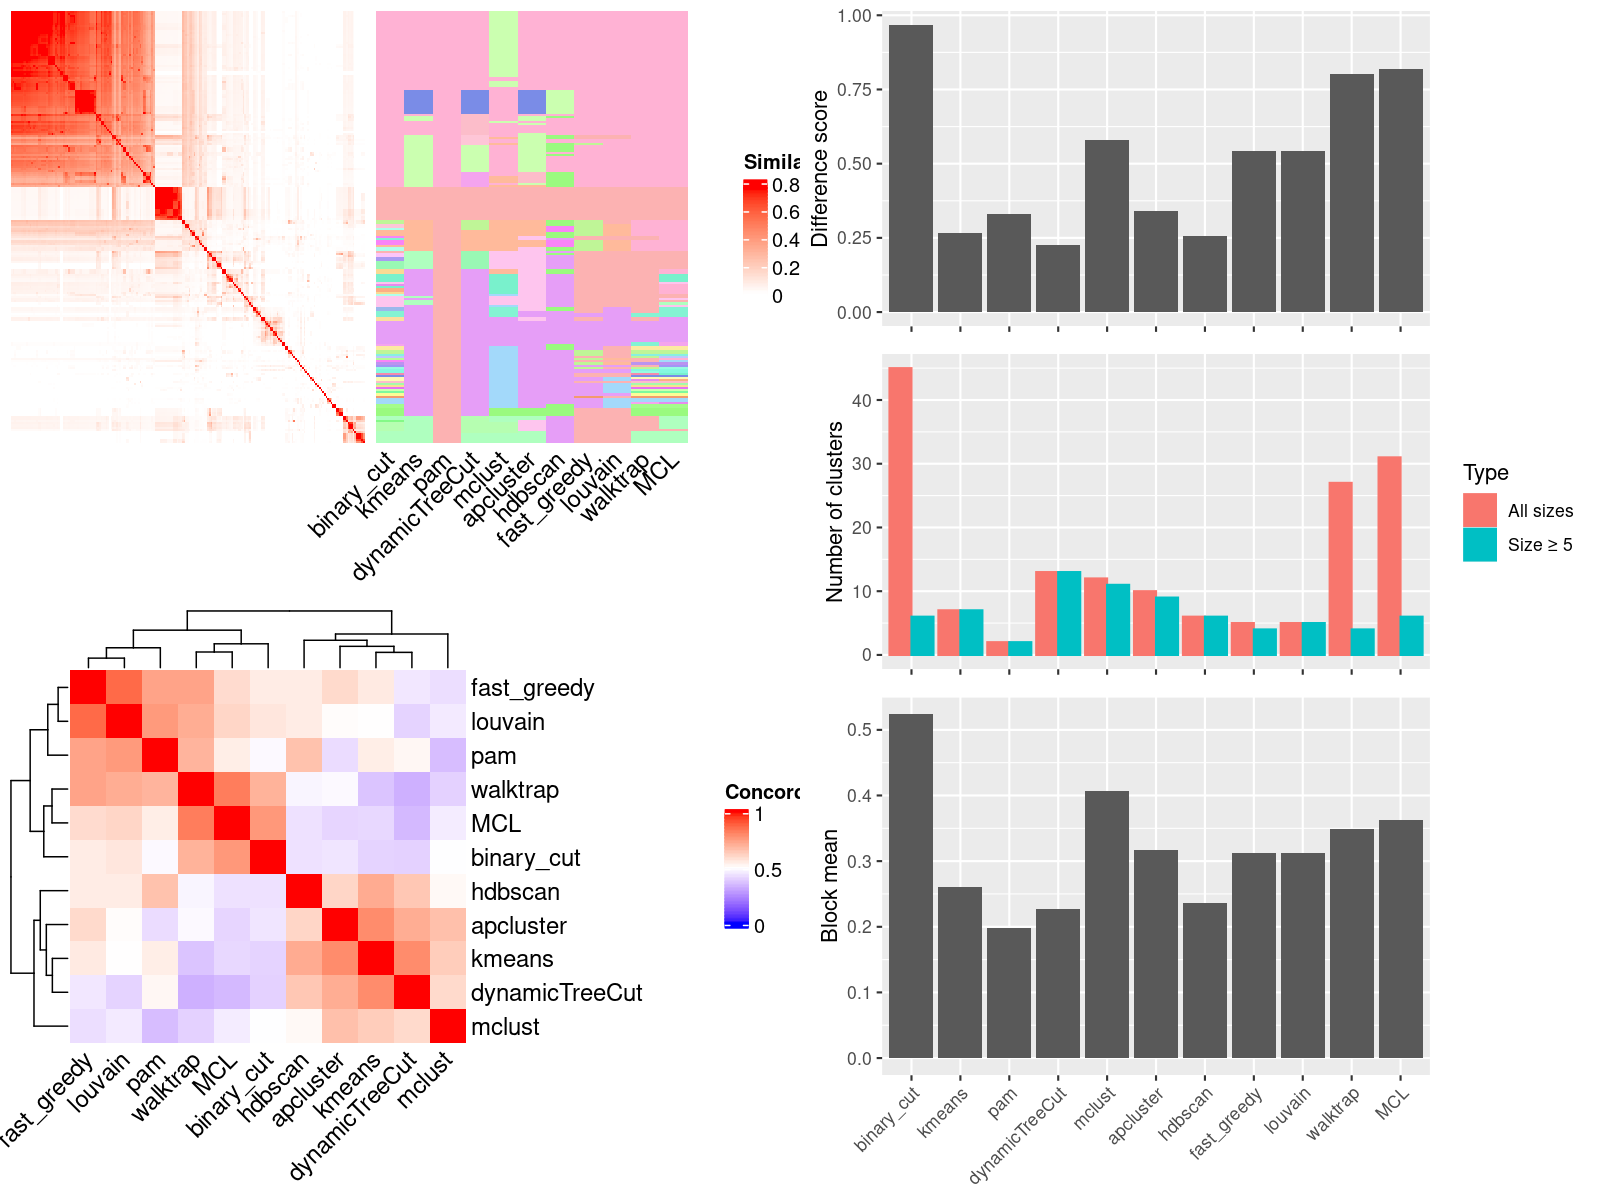 Simila
0.8
0.6
0.4
0.2
0
binary_cut
kmeans
pam
dynamicTreeCut
mclust
apcluster
hdbscan
fast_greedy
louvain
walktrap
MCL
fast_greedy
louvain
pam
walktrap
MCL
binary_cut
hdbscan
apcluster
kmeans
dynamicTreeCut
mclust
Concord
1
0.5
0
fast_greedy
louvain
pam
walktrap
MCL
binary_cut
hdbscan
apcluster
kmeans
dynamicTreeCut
mclust
Difference score
1.00
0.75
0.50
0.25
0.00
Number of clusters
40
30
20
10
0
Type
All sizes
Size ≥ 5
Block mean
0.5
0.4
0.3
0.2
0.1
0.0
binary_cut
kmeans
pam
dynamicTreeCut
mclust
apcluster
hdbscan
fast_greedy
louvain
walktrap
MCL